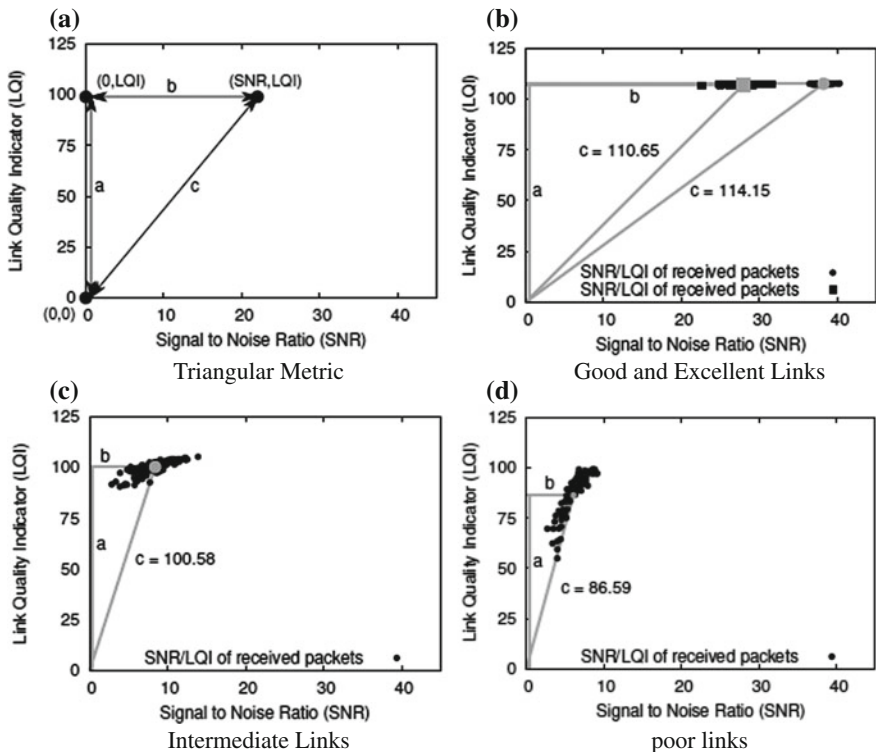 (a)
125
100
75
50
25
0
(0,LQI)
(SNR,LQI)
b
a
c
(0,0)
0
10
20
30
40
Link Quality Indicator (LQI)
Signal to Noise Ratio (SNR)
Triangular Metric
(b)
125
100
75
50
25
0
b
a
c = 110.65
c = 114.15
SNR/LQI of received packets
SNR/LQI of received packets
0
10
20
30
40
Link Quality Indicator (LQI)
Signal to Noise Ratio (SNR)
Good and Excellent Links
(c)
125
100
75
50
25
0
b
a
c = 100.58
SNR/LQI of received packets
0
10
20
30
40
Link Quality Indicator (LQI)
Signal to Noise Ratio (SNR)
Intermediate Links
(d)
125
100
75
50
25
0
b
a
c = 86.59
SNR/LQI of received packets
0
10
20
30
40
Link Quality Indicator (LQI)
Signal to Noise Ratio (SNR)
poor links